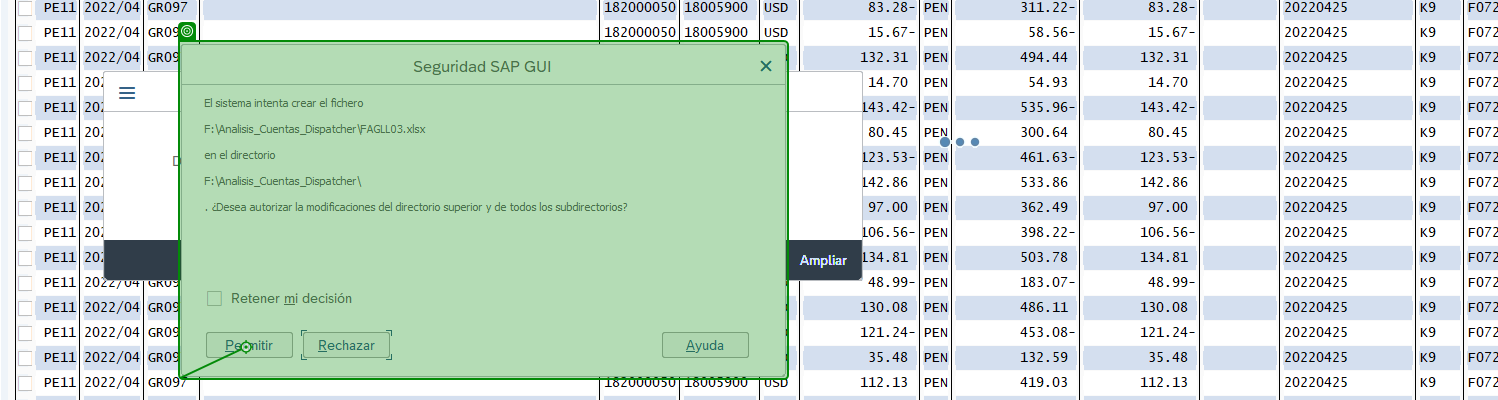 PE11 2022/04 GR097 182000050 18005900 USD 83.28- PEN 311.22- 83.28- 20220425 K9 F072
PE11 2022/04 GR09 182000050 18005900 USD 15.67- PEN 58.56- 15.67- 20220425 K9 F072
PE11 2022/04 GR09 132.31 PEN 494.44 132.31 20220425 K9 F072
Seguridad SAP GUI
PE11 202 14.70 PEN 54.93 14.70 20220425 K9 F072
El sistema intenta crear el fichero
PE11 202 143.42- PEN 535.96- 143.42- 20220425 K9 F072
F:\Analisis_Cuentas_Dispatcher\FAGLL03.xlsx
PE11 202 80.45 PEN 300.64 80.45 20220425 K9 F072
en el directorio
PE11 202 123.53- PEN 461.63- 123.53- 20220425 K9 F072
F:\Analisis_Cuentas_Dispatcher\
PE11 202 142.86 PEN 533.86 142.86 20220425 K9 F072
. ¿Desea autorizar la modificaciones del directorio superior y de todos los subdirectorios?
PE11 202 97.00 PEN 362.49 97.00 20220425 K9 F072
PE11 202 106.56- PEN 398.22- 106.56- 20220425 K9 F072
PE11 202 134.81 PEN 503.78 134.81 20220425 K9 F072
Ampliar
PE11 2022/04 GR09 48.99- PEN 183.07- 48.99- 20220425 K9 F072
Retener mi decisión
PE11 2022/04 GR09 130.08 PEN 486.11 130.08 20220425 K9 F072
PE11 2022/04 GR09 121.24- PEN 453.08- 121.24- 20220425 K9 F072
Permitir Rechazar Ayuda
PE11 2022/04 GR09 35.48 PEN 132.59 35.48 20220425 K9 F072
PE11 2022/04 GR097 182000050 18005900 USD 112.13 PEN 419.03 112.13 20220425 K9 F072